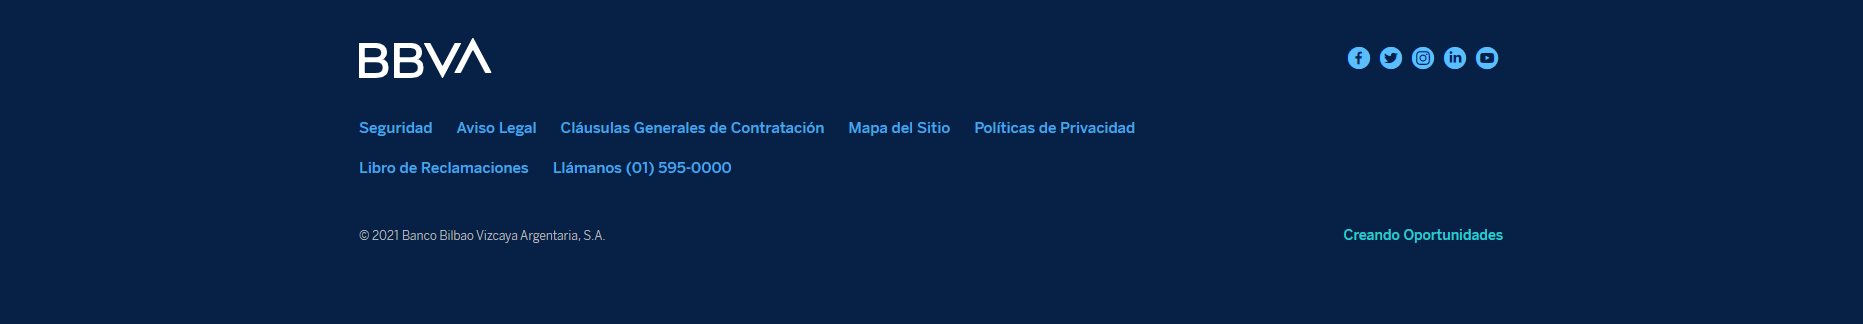 BBVA
Seguridad Aviso Legal Cláusulas Generales de Contratación Mapa del Sitio Políticas de Privacidad
Libro de Reclamaciones Llámanos (01) 595-0000
© 2021 Banco Bilbao Vizcaya Argentaria, S.A.
Creando Oportunidades